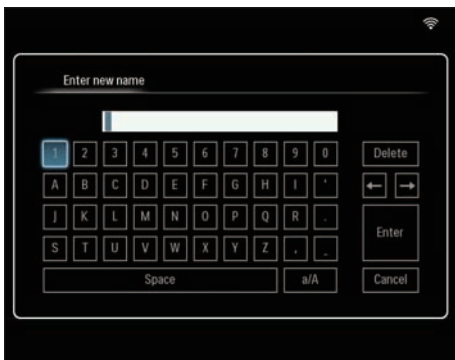 Enter new name
1 2 3 4 5 6 7 8 9 0 Delete
A B C D E F G H I ' ← →
J K L M N O P Q R .
Enter
S T U V W X Y Z , _
Space a/A Cancel